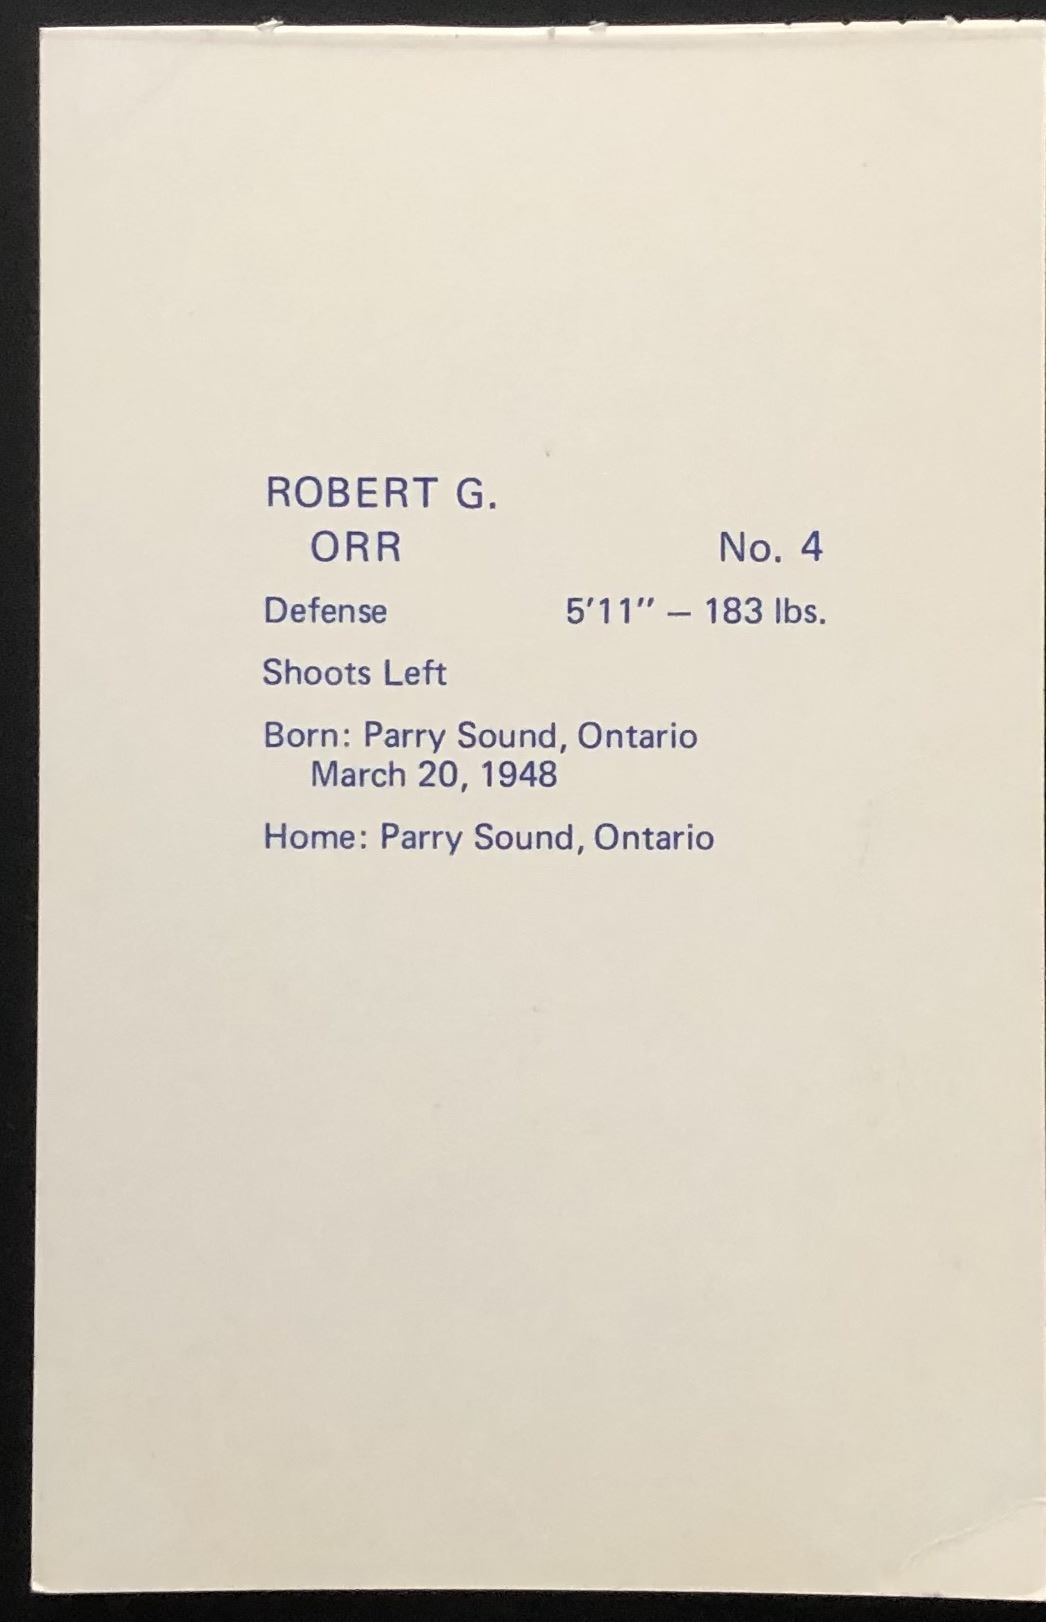 ROBERT G.
ORR No. 4
Defense 5'11" — 183 lbs.
Shoots Left
Born: Parry Sound, Ontario
March 20, 1948
Home: Parry Sound, Ontario